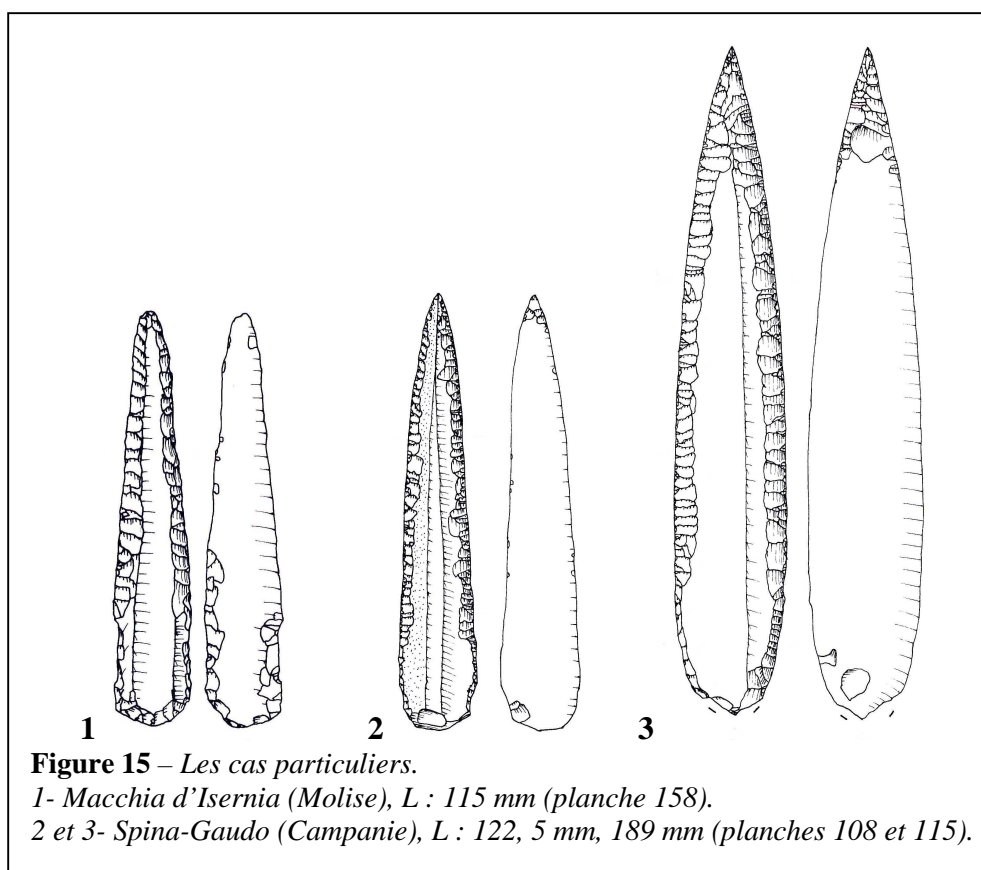 1 2 3
Figure 15 – Les cas particuliers.
1- Macchia d’Isernia (Molise), L : 115 mm (planche 158).
2 et 3- Spina-Gaudo (Campanie), L : 122, 5 mm, 189 mm (planches 108 et 115).